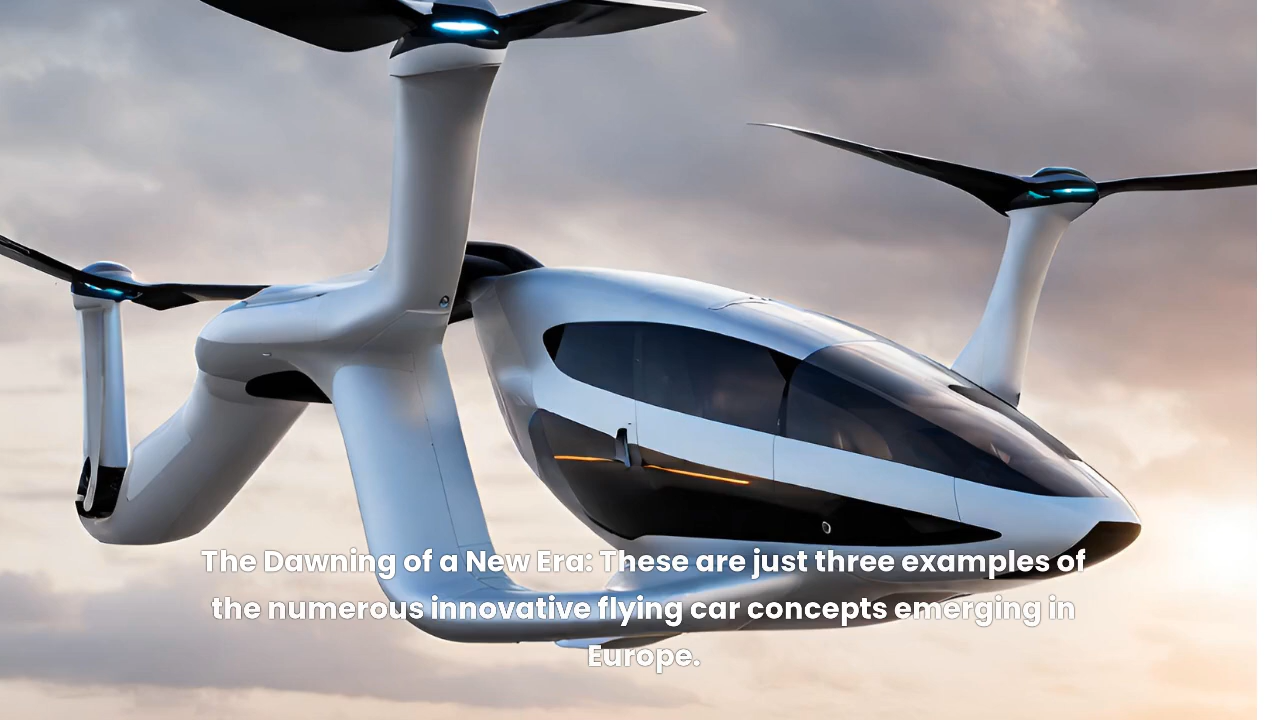 The Dawning of a New Era: These are just three examples of
the numerous innovative flying car concepts emerging in
Europe.